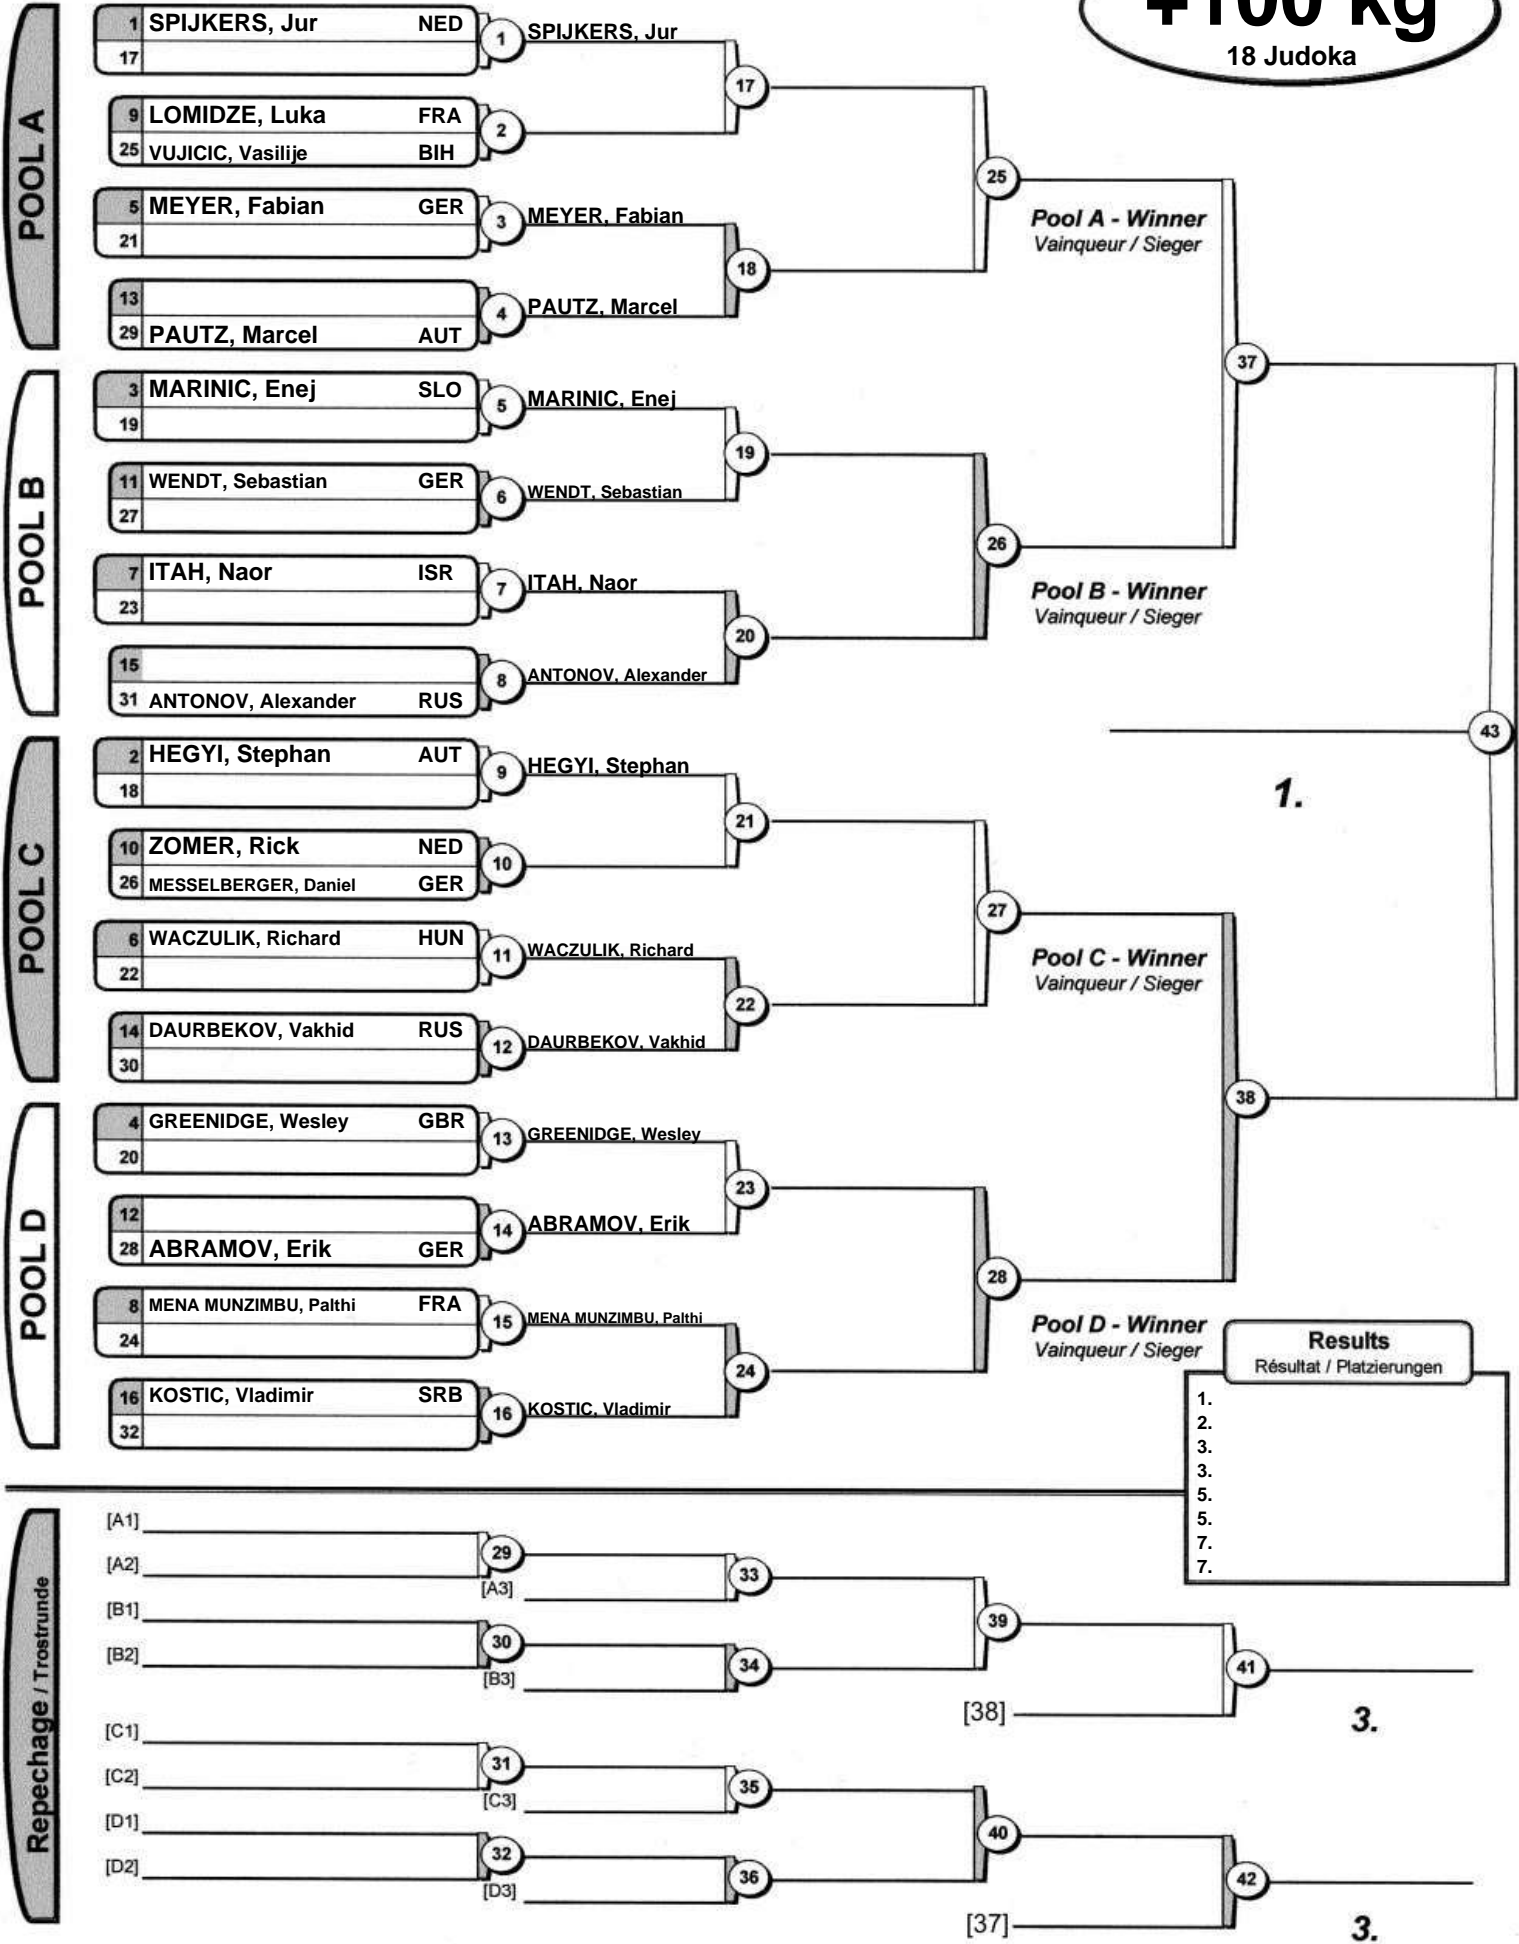 +100 kg
18 Judoka
POOL A
1 SPIJKERS, Jur NED
17
1 SPIJKERS, Jur
9 LOMIDZE, Luka FRA
25 VUJICIC, Vasilije BIH
2
17
5 MEYER, Fabian GER
21
3 MEYER, Fabian
13
29 PAUTZ, Marcel AUT
4 PAUTZ, Marcel
18
25
Pool A - Winner
Vainqueur / Sieger
POOL B
3 MARINIC, Enej SLO
19
5 MARINIC, Enej
11 WENDT, Sebastian GER
27
6 WENDT, Sebastian
19
7 ITAH, Naor ISR
23
7 ITAH, Naor
15
31 ANTONOV, Alexander RUS
8 ANTONOV, Alexander
20
26
Pool B - Winner
Vainqueur / Sieger
37
POOL C
2 HEGYI, Stephan AUT
18
9 HEGYI, Stephan
10 ZOMER, Rick NED
26 MESSELBERGER, Daniel GER
10
21
6 WACZULIK, Richard HUN
22
11 WACZULIK, Richard
14 DAURBEKOV, Vakhid RUS
30
12 DAURBEKOV, Vakhid
22
27
Pool C - Winner
Vainqueur / Sieger
43
1.
POOL D
4 GREENIDGE, Wesley GBR
20
13 GREENIDGE, Wesley
12
28 ABRAMOV, Erik GER
14 ABRAMOV, Erik
23
8 MENA MUNZIMBU, Palthi FRA
24
15 MENA MUNZIMBU, Palthi
16 KOSTIC, Vladimir SRB
32
16 KOSTIC, Vladimir
24
28
Pool D - Winner
Vainqueur / Sieger
38
Results
Résultat / Platzierungen
1.
2.
3.
3.
5.
5.
7.
7.
Repechage / Trostrunde
[A1]
[A2]
29
[A3]
33
[B1]
[B2]
30
[B3]
34
39
[38]
41
3.
[C1]
[C2]
31
[C3]
35
[D1]
[D2]
32
[D3]
36
40
[37]
42
3.